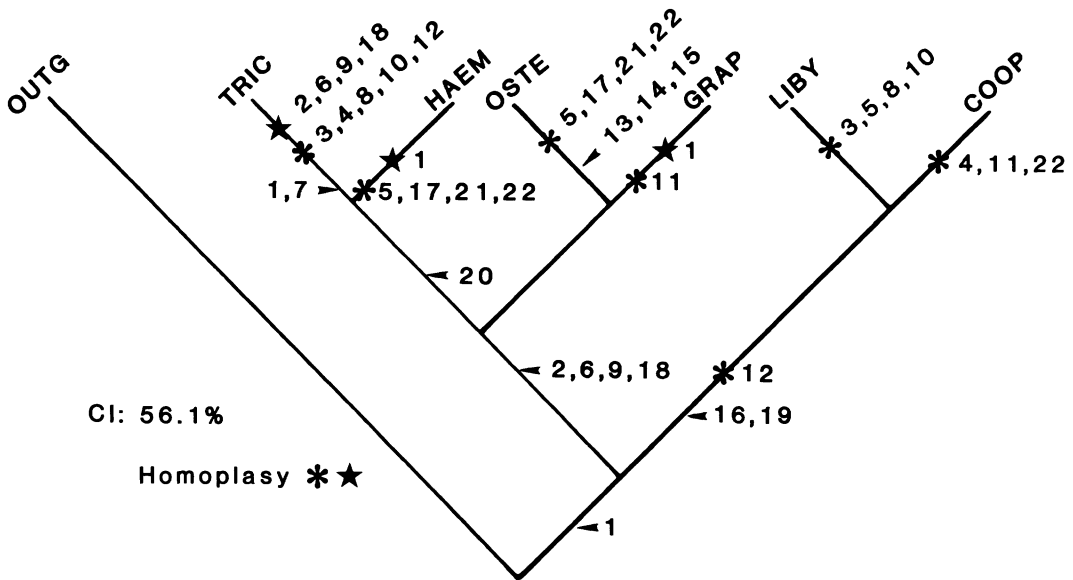 OUTG
TRIC
★ 2,6,9,18
✻ 3,4,8,10,12
HAEM
★ 1
1,7
✻ 5,17,21,22
OSTE
✻ 5,17,21,22
13,14,15
GRAP
★ 1
✻ 11
LIBY
✻ 3,5,8,10
COOP
✻ 4,11,22
20
2,6,9,18
✻ 12
16,19
CI: 56.1%
Homoplasy ✻ ★
1